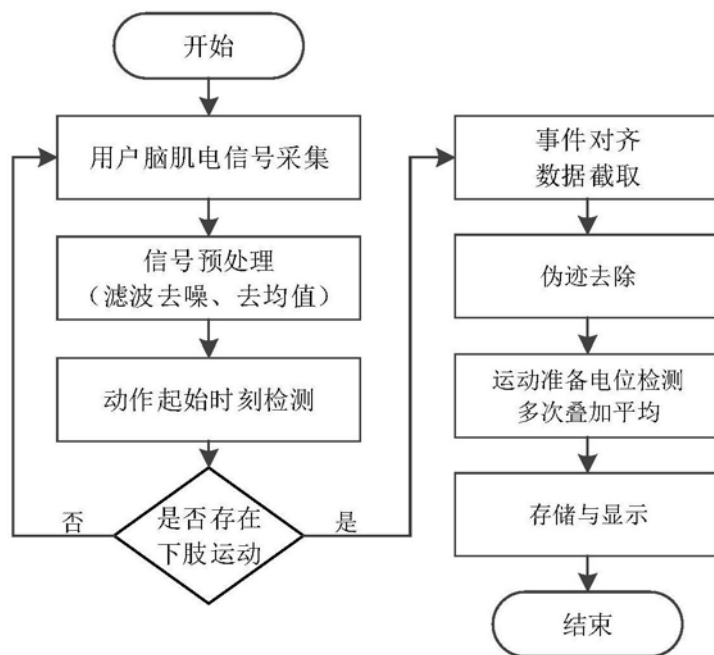 开始
用户脑肌电信号采集
信号预处理
（滤波去噪、去均值）
动作起始时刻检测
是否存在
下肢运动
否
是
事件对齐
数据截取
伪迹去除
运动准备电位检测
多次叠加平均
存储与显示
结束